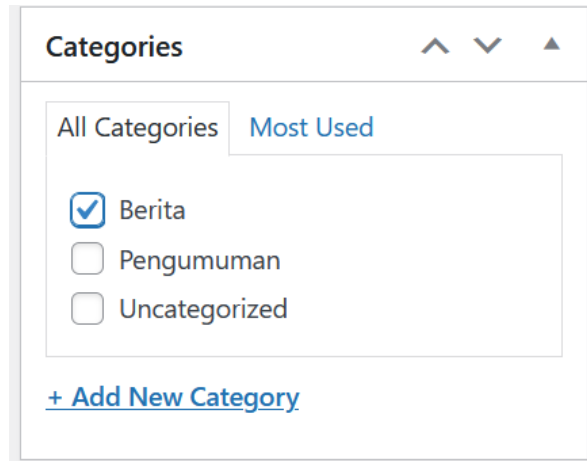 Categories
All Categories Most Used
Berita
Pengumuman
Uncategorized
+ Add New Category